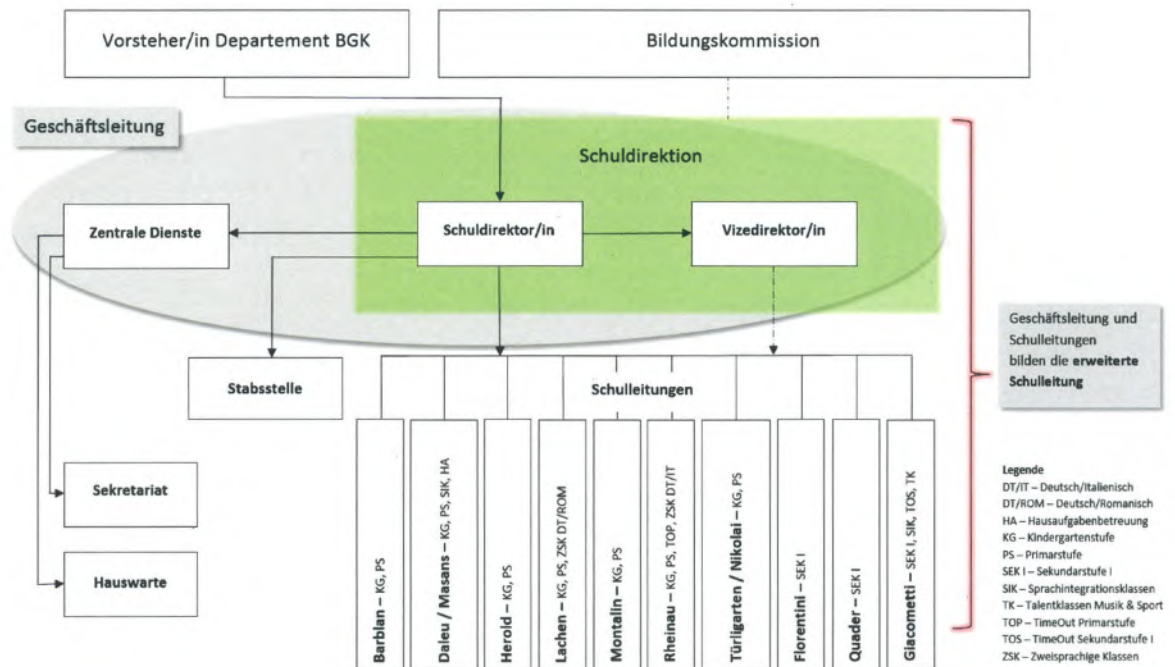 Vorsteher/in Departement BGK
Bildungskommission
Geschäftsleitung
Schuldirektion
Zentrale Dienste
Schuldirektor/in
Vizedirektor/in
Geschäftsleitung und
Schulleitungen
bilden die erweiterte
Schulleitung
Stabsstelle
Schulleitungen
Sekretariat
Hauswarte
Barblan – KG, PS
Daleu / Masans – KG, PS, SIK, HA
Herold – KG, PS
Lachen – KG, PS, ZSK DT/ROM
Montalin – KG, PS
Rheinau – KG, PS, TOP, ZSK DT/IT
Türligarten / Nikolai – KG, PS
Florentini – SEK I
Quader – SEK I
Giacometti – SEK I, SIK, TOS, TK
Legende
DT/IT – Deutsch/Italienisch
DT/ROM – Deutsch/Romanisch
HA – Hausaufgabenbetreuung
KG – Kindergartenstufe
PS – Primarstufe
SEK I – Sekundarstufe I
SIK – Sprachintegrationsklassen
TK – Talentklassen Musik & Sport
TOP – TimeOut Primarstufe
TOS – TimeOut Sekundarstufe I
ZSK – Zweisprachige Klassen